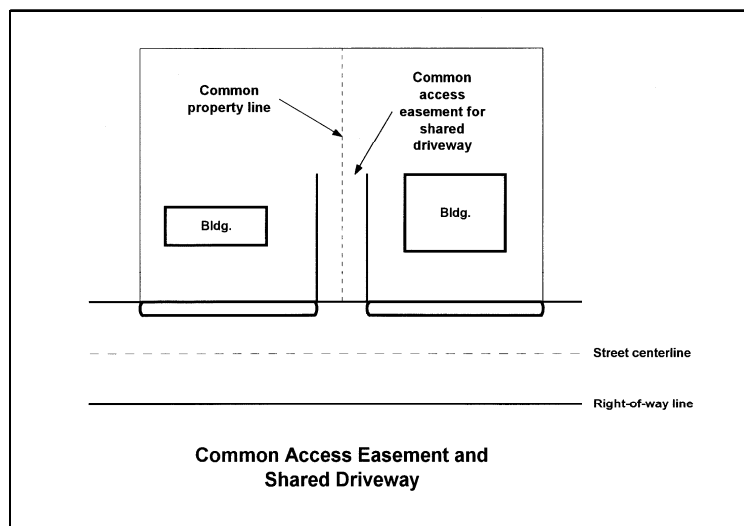 Common
property line
Common
access
easement for
shared
driveway
Bldg.
Bldg.
Street centerline
Right-of-way line
Common Access Easement and
Shared Driveway